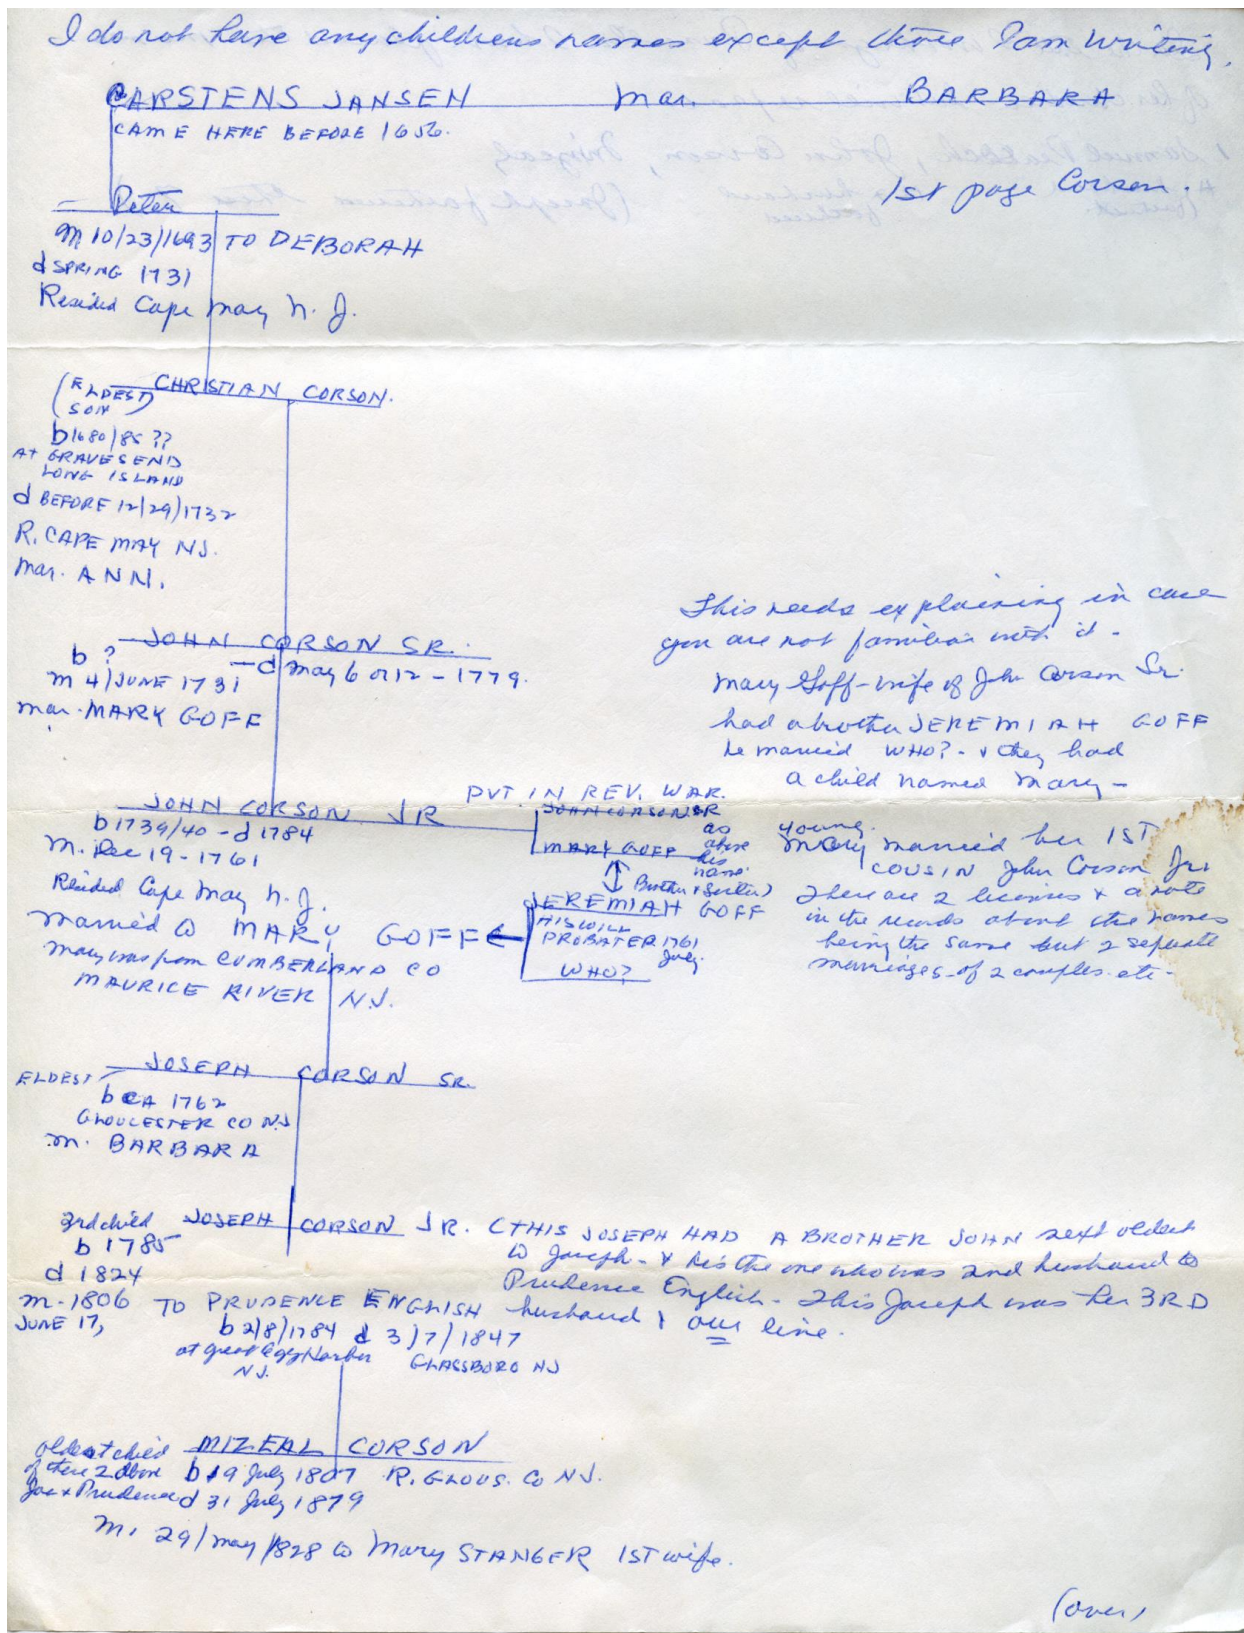 I do not have any childrens names except those I am writing.
CARSTENS JANSEN mar. BARBARA
CAME HERE BEFORE 1656.
1st page Corson.
Peter
m 10/23/1693 TO DEBORAH
d SPRING 1731
Resided Cape May N. J.
CHRISTIAN CORSON.
(ELDEST
SON)
b 1680/85 ??
AT GRAVESEND
LONG ISLAND
d BEFORE 12/29/1732
R. CAPE MAY NJ.
mar. ANN.
JOHN CORSON SR.
b ? — d May 6 or 12 - 1779.
m 4/JUNE 1731
mar. MARY GOFF
This needs explaining in case
you are not familiar with it -
Mary Goff - wife of John Corson Sr.
had a brother JEREMIAH GOFF
he married WHO? - & they had
a child named Mary -
young
Mary married her 1ST
COUSIN John Corson Jr.
There are 2 licenses & a note
in the records about the names
being the same but 2 separate
marriages of 2 couples etc -
JOHN CORSON JR
b 1739/40 - d 1784
m. Dec 19 - 1761
Resided Cape May N. J.
married to MARY GOFF
Mary was from CUMBERLAND CO
MAURICE RIVER N.J.
PVT. IN REV. WAR.
JOHN CORSON SR
MARY GOFF
as
above
his
name
(Brother & Sister)
JEREMIAH GOFF
HIS WILL
PROBATED 1761
July.
WHO?
JOSEPH CORSON SR.
ELDEST
b CA 1762
GLOUCESTER CO NJ
m. BARBARA
3rd child JOSEPH CORSON JR. (THIS JOSEPH HAD A BROTHER JOHN next oldest
to Joseph - & he's the one who was 2nd husband to
Prudence English - This Joseph was her 3RD
husband & our line.
b 1785
d 1824
m - 1806 TO PRUDENCE ENGLISH
JUNE 17,
b 2/8/1784 d 3/7/1847
at Great Egg Harbor GLASSBORO NJ
N J.
MIZEAL CORSON
oldest child
of these 2 above
Jos & Prudence
b 19 July 1807 R. GLOUS. CO NJ.
d 31 July 1879
m. 29/May/1828 to Mary STANGER 1ST wife.
(over)